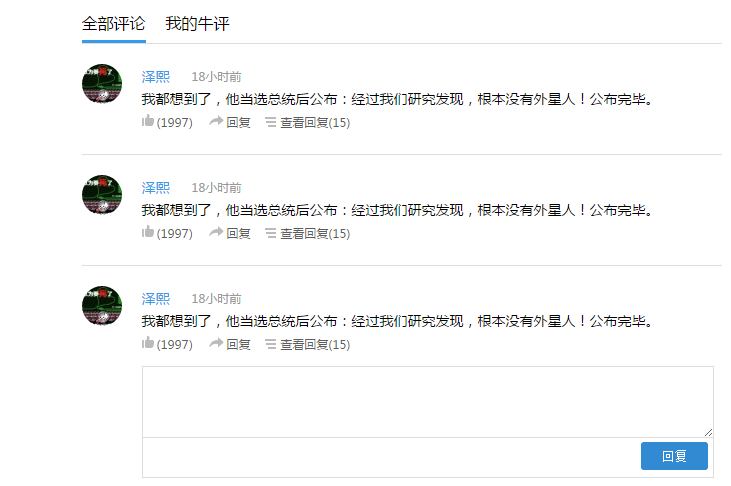 全部评论 我的牛评
泽熙 18小时前
我都想到了，他当选总统后公布：经过我们研究发现，根本没有外星人！公布完毕。
(1997) 回复 查看回复(15)
泽熙 18小时前
我都想到了，他当选总统后公布：经过我们研究发现，根本没有外星人！公布完毕。
(1997) 回复 查看回复(15)
泽熙 18小时前
我都想到了，他当选总统后公布：经过我们研究发现，根本没有外星人！公布完毕。
(1997) 回复 查看回复(15)
回复